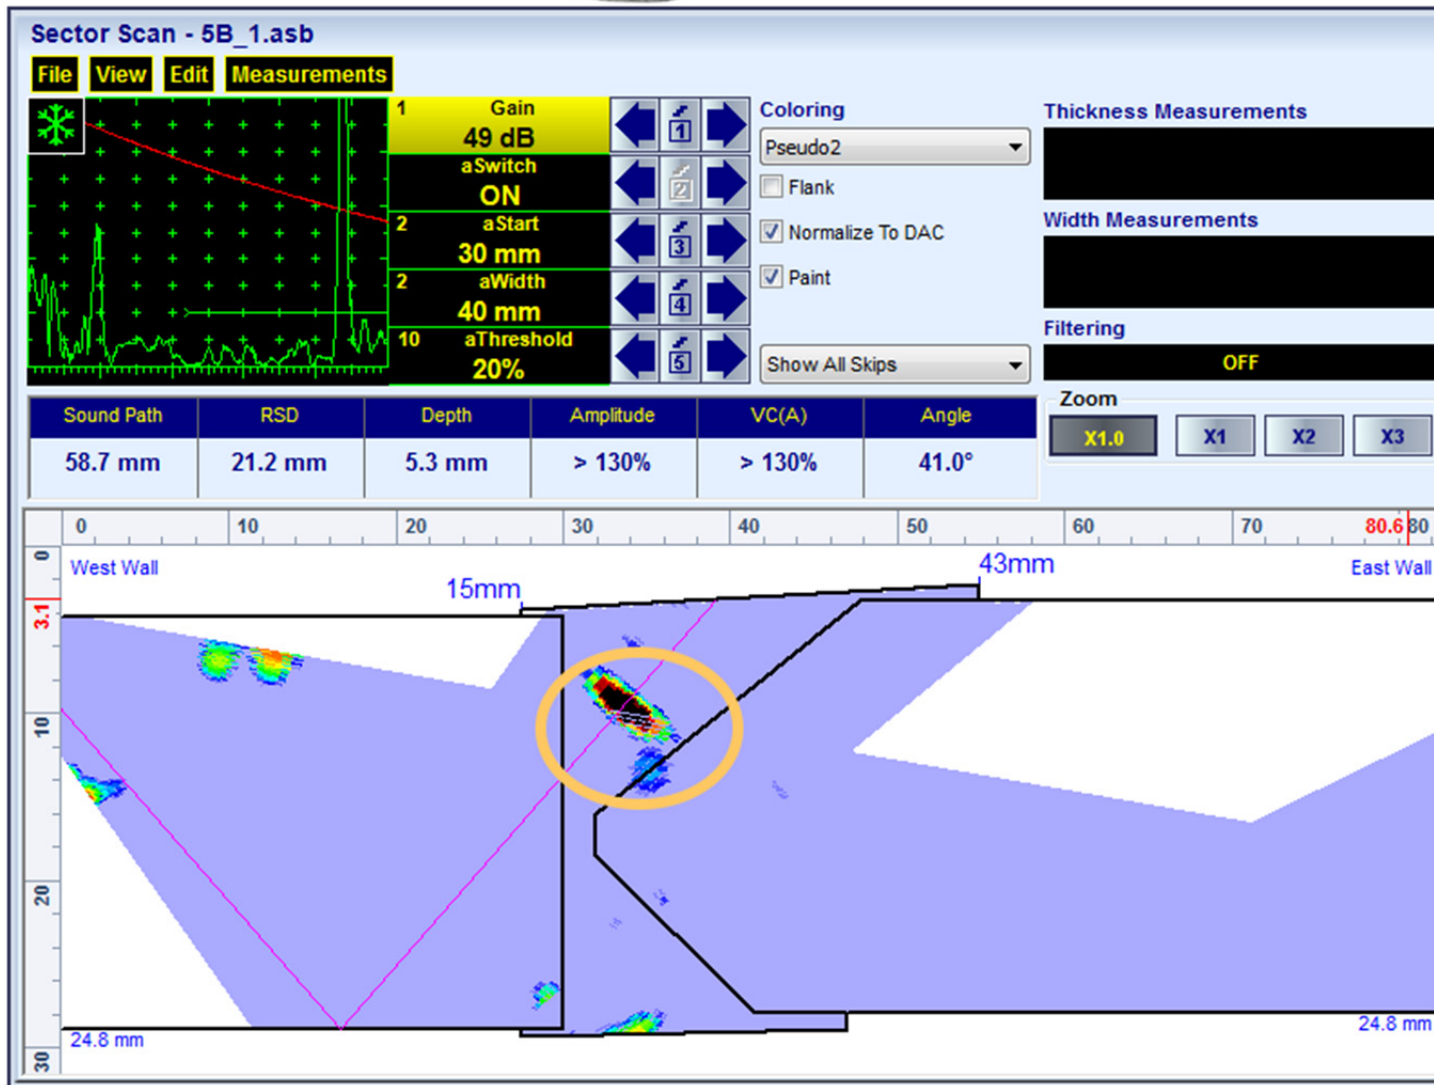 Sector Scan - 5B_1.asb
File View Edit Measurements
1 Gain
49 dB
aSwitch
ON
2 aStart
30 mm
2 aWidth
40 mm
10 aThreshold
20%
1
2
3
4
5
Coloring
Pseudo2
Flank
Normalize To DAC
Paint
Show All Skips
Thickness Measurements
Width Measurements
Filtering
OFF
Zoom
X1.0 X1 X2 X3
Sound Path RSD Depth Amplitude VC(A) Angle
58.7 mm 21.2 mm 5.3 mm > 130% > 130% 41.0°
0 10 20 30 40 50 60 70 80.6 80
0
3.1
10
20
30
West Wall
15mm
43mm
East Wall
24.8 mm
24.8 mm